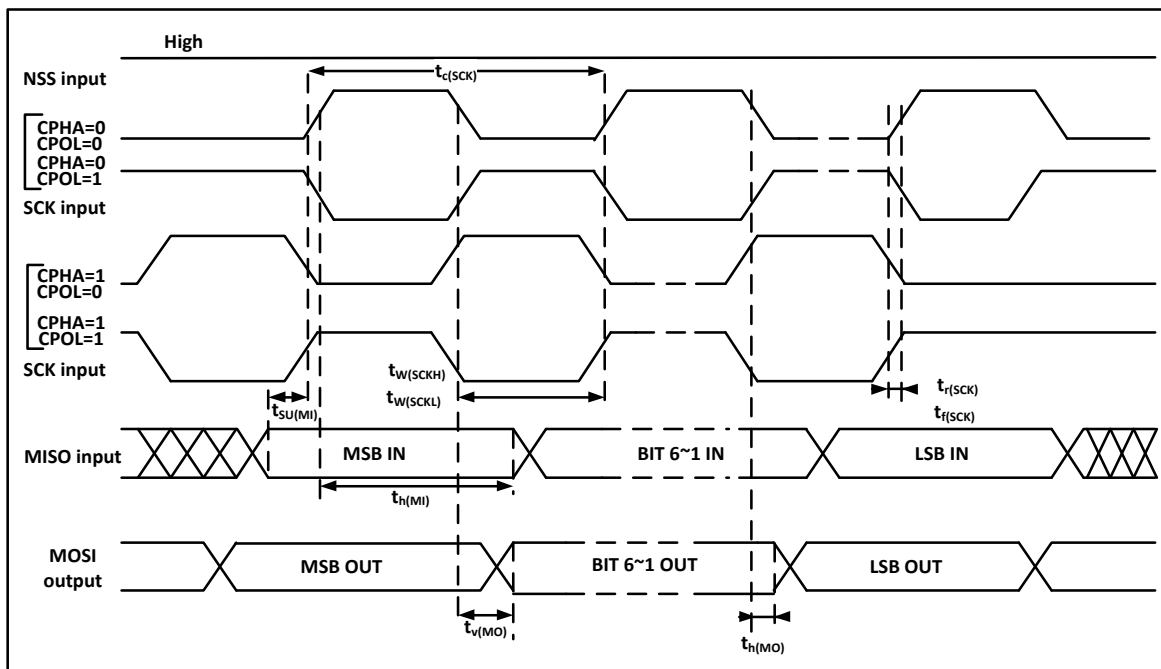 High
NSS input
tc(SCK)
CPHA=0
CPOL=0
CPHA=0
CPOL=1
SCK input
CPHA=1
CPOL=0
CPHA=1
CPOL=1
SCK input
tW(SCKH)
tW(SCKL)
tSU(MI)
tr(SCK)
tf(SCK)
MISO input
MSB IN
BIT 6~1 IN
LSB IN
th(MI)
MOSI
output
MSB OUT
BIT 6~1 OUT
LSB OUT
tv(MO)
th(MO)